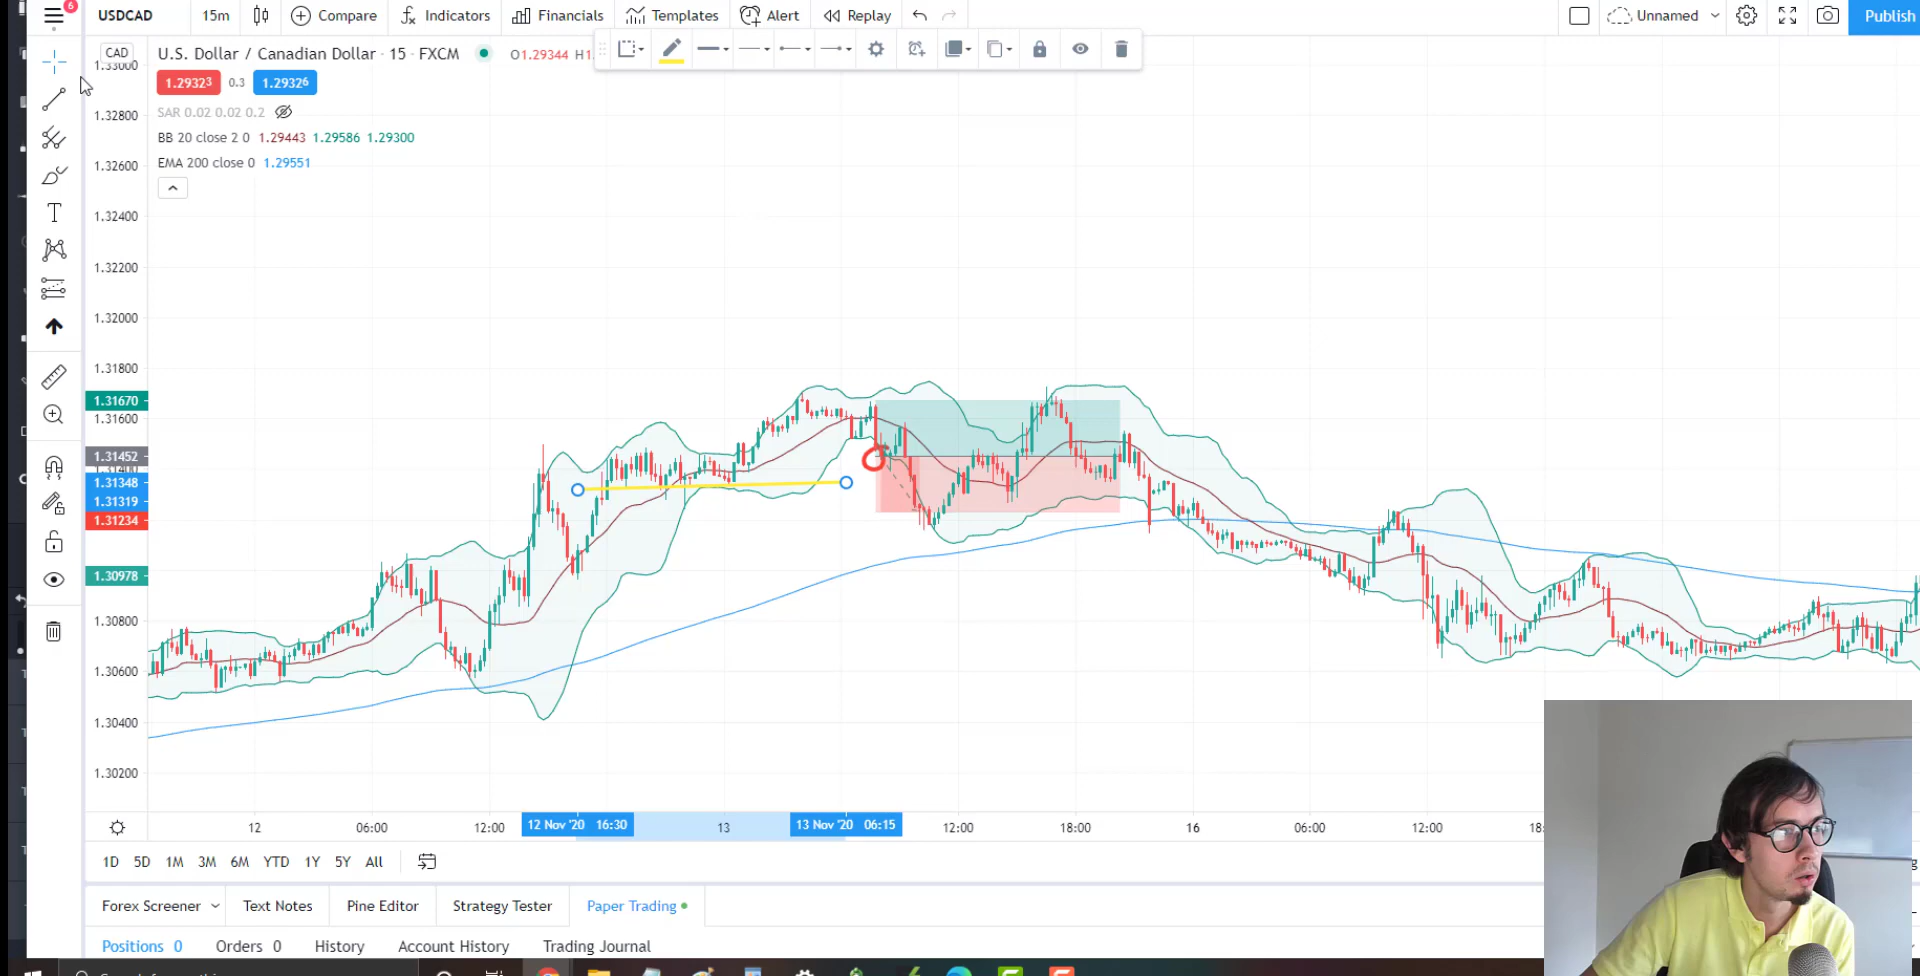 6
USDCAD 15m Compare Indicators Financials Templates Alert Replay Unnamed Publish
CAD
U.S. Dollar / Canadian Dollar · 15 · FXCM O1.29344 H1.
1.29323 0.3 1.29326
SAR 0.02 0.02 0.2
BB 20 close 2 0 1.29443 1.29586 1.29300
EMA 200 close 0 1.29551
1.33000
1.32800
1.32600
1.32400
1.32200
1.32000
1.31800
1.31670
1.31600
1.31452
1.31400
1.31348
1.31319
1.31234
1.30978
1.30800
1.30600
1.30400
1.30200
12 06:00 12:00 12 Nov '20 16:30 13 13 Nov '20 06:15 12:00 18:00 16 06:00 12:00 18:
1D 5D 1M 3M 6M YTD 1Y 5Y All
Forex Screener Text Notes Pine Editor Strategy Tester Paper Trading
Positions 0 Orders 0 History Account History Trading Journal